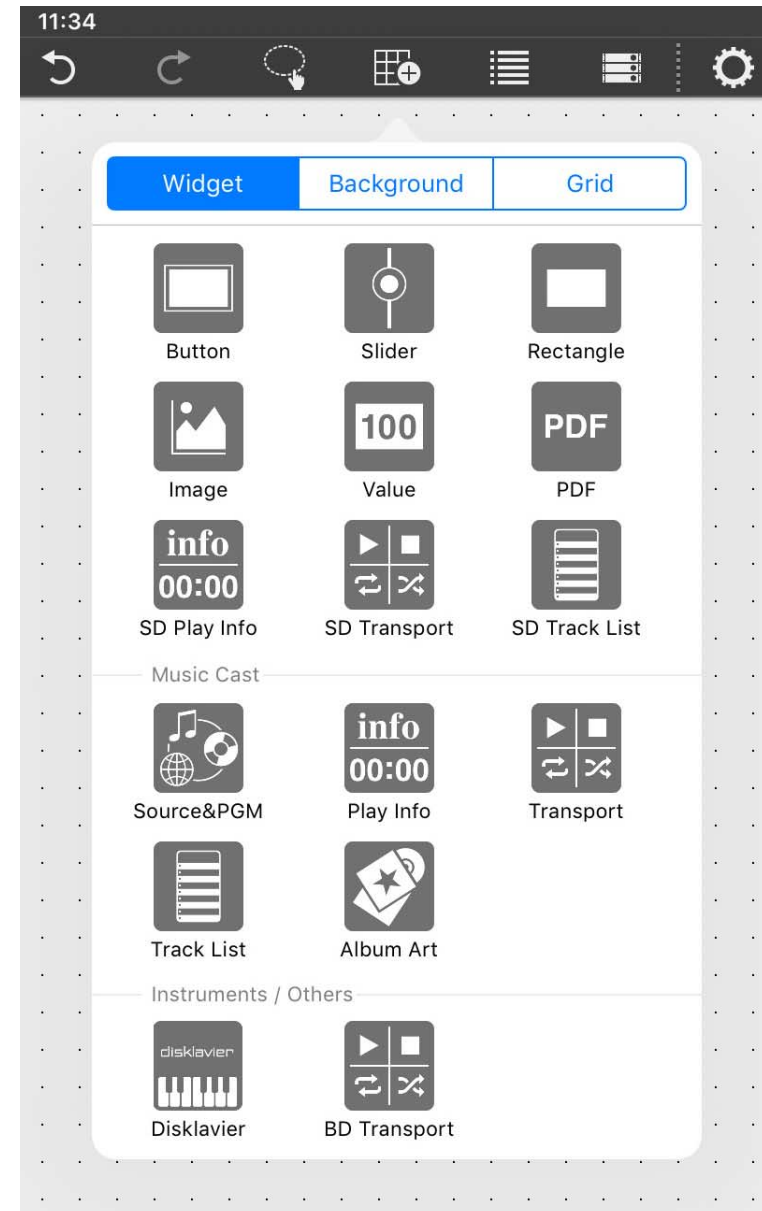 11:34
Widget Background Grid
Button Slider Rectangle
100 PDF
Image Value PDF
info
00:00
SD Play Info SD Transport SD Track List
Music Cast
info
00:00
Source&PGM Play Info Transport
Track List Album Art
Instruments / Others
disklavier
Disklavier BD Transport